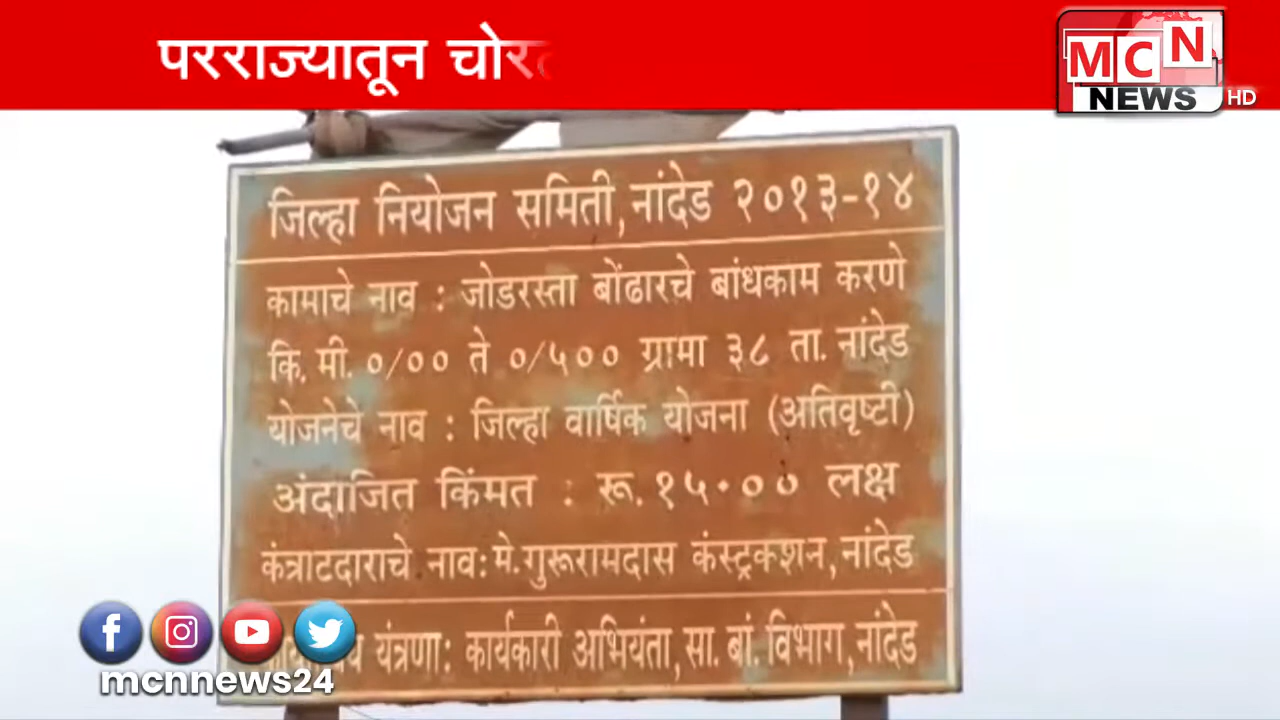 परराज्यातून
MCN
NEWS HD
जिल्हा नियोजन समिती, नांदेड २०१३-१४
कामाचे नाव : जोडरस्ता बोंढारचे बांधकाम करणे
कि. मी. ०/०० ते ०/५०० ग्रामा ३८ ता. नांदेड
योजनेचे नाव : जिल्हा वार्षिक योजना (अतिवृष्टी)
अंदाजित किंमत : रू. १५.०० लक्ष
कंत्राटदाराचे नाव: मे. गुरूरामदास कंस्ट्रकशन, नांदेड
यंत्रणा: कार्यकारी अभियंता, सा. बां. विभाग, नांदेड
mcnnews24